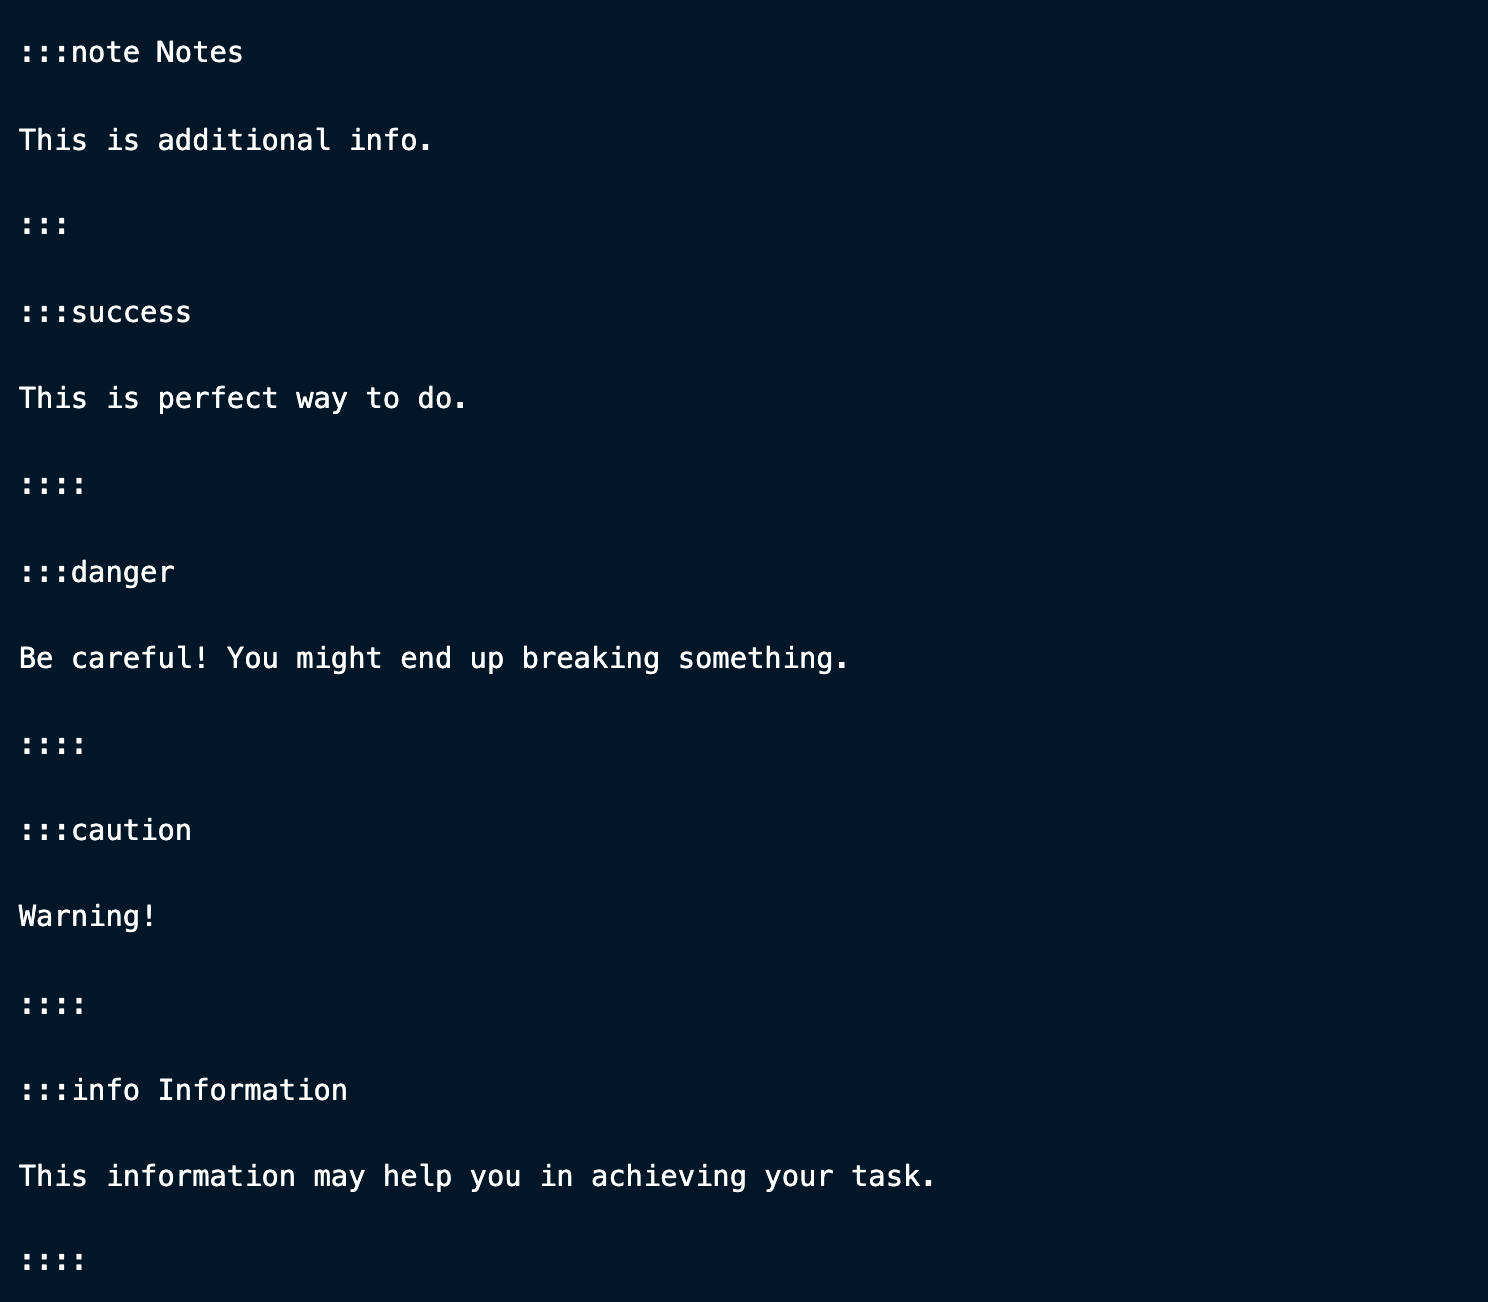 :::note Notes
This is additional info.
:::
:::success
This is perfect way to do.
::::
:::danger
Be careful! You might end up breaking something.
::::
:::caution
Warning!
::::
:::info Information
This information may help you in achieving your task.
::::